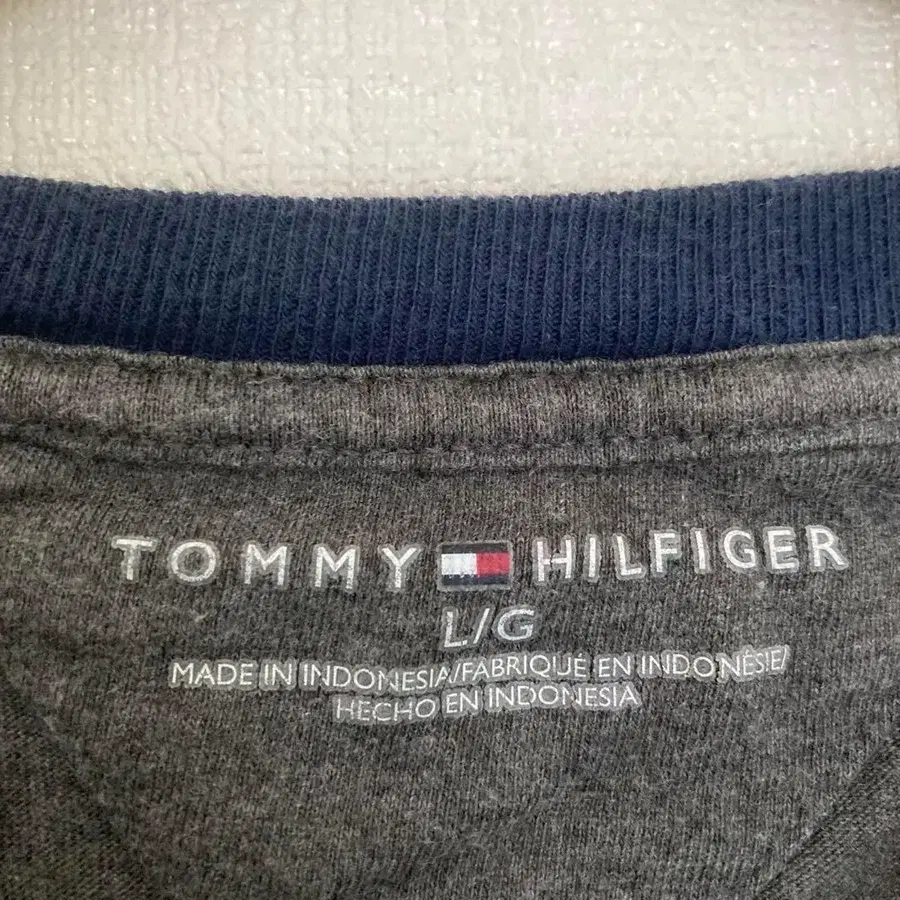 TOMMY HILFIGER
L/G
MADE IN INDONESIA/FABRIQUÉ EN INDONÉSIE/
HECHO EN INDONESIA